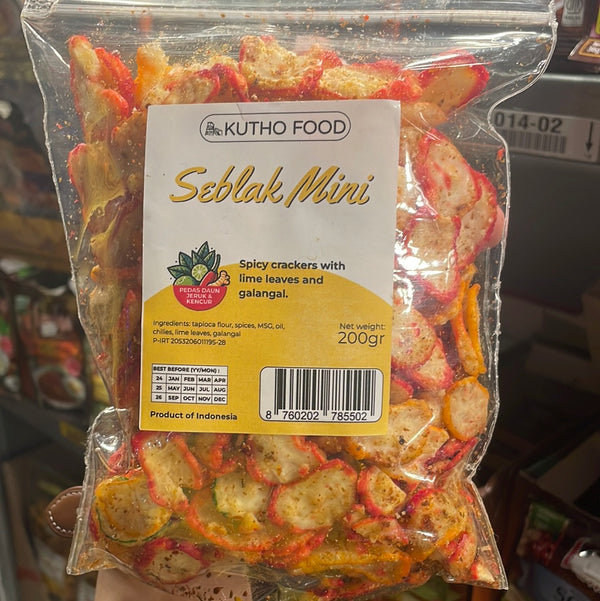 KUTHO FOOD
014-02
Seblak Mini
Spicy crackers with
lime leaves and
galangal.
PEDAS DAUN
JERUK &
KENCUR
Ingredients: tapioca flour, spices, MSG, oil,
chilies, lime leaves, galangal
P-IRT 2053206011195-28
Net weight:
200gr
BEST BEFORE (YY/MON) :
24 JAN FEB MAR APR
25 MAY JUN JUL AUG
26 SEP OCT NOV DEC
Product of Indonesia
8 760202 785502